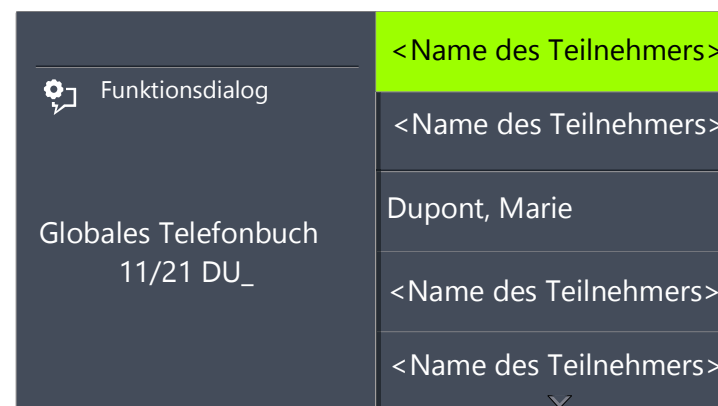 Funktionsdialog
Globales Telefonbuch
11/21 DU_
<Name des Teilnehmers>
<Name des Teilnehmers>
Dupont, Marie
<Name des Teilnehmers>
<Name des Teilnehmers>